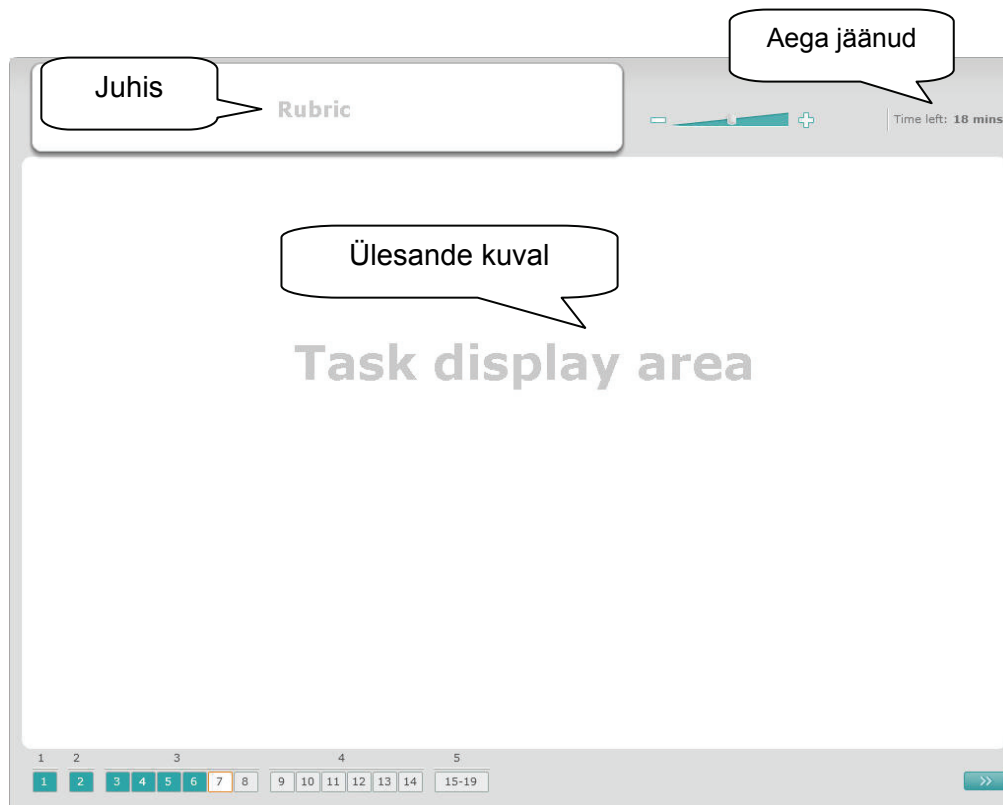 Aega jäänud
Juhis
Rubric
Time left: 18 mins
Ülesande kuval
Task display area
1 2 3 4 5
1 2 3 4 5 6 7 8 9 10 11 12 13 14 15-19
>>